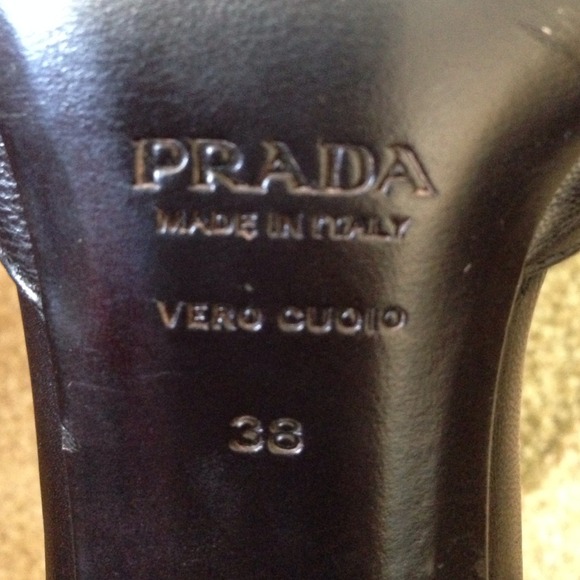 PRADA
MADE IN ITALY
VERO CUOIO
38